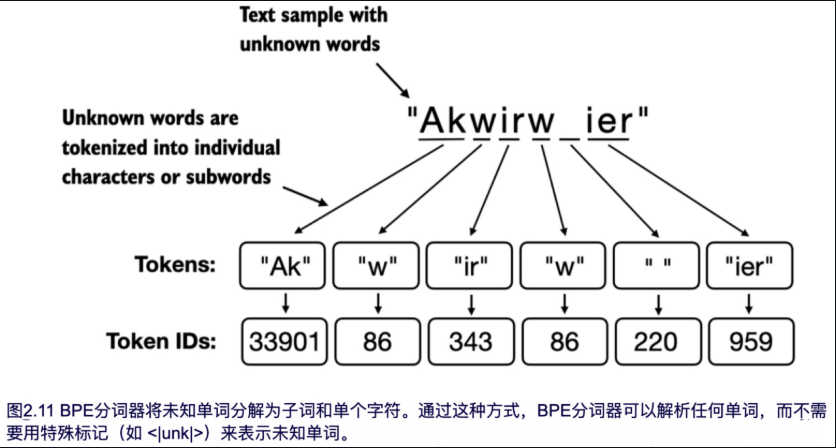 Text sample with
unknown words
"Akwirw_ier"
Unknown words are
tokenized into individual
characters or subwords
Tokens: "Ak" "w" "ir" "w" " " "ier"
Token IDs: 33901 86 343 86 220 959
图2.11 BPE分词器将未知单词分解为子词和单个字符。通过这种方式，BPE分词器可以解析任何单词，而不需
要用特殊标记（如 <|unk|>）来表示未知单词。